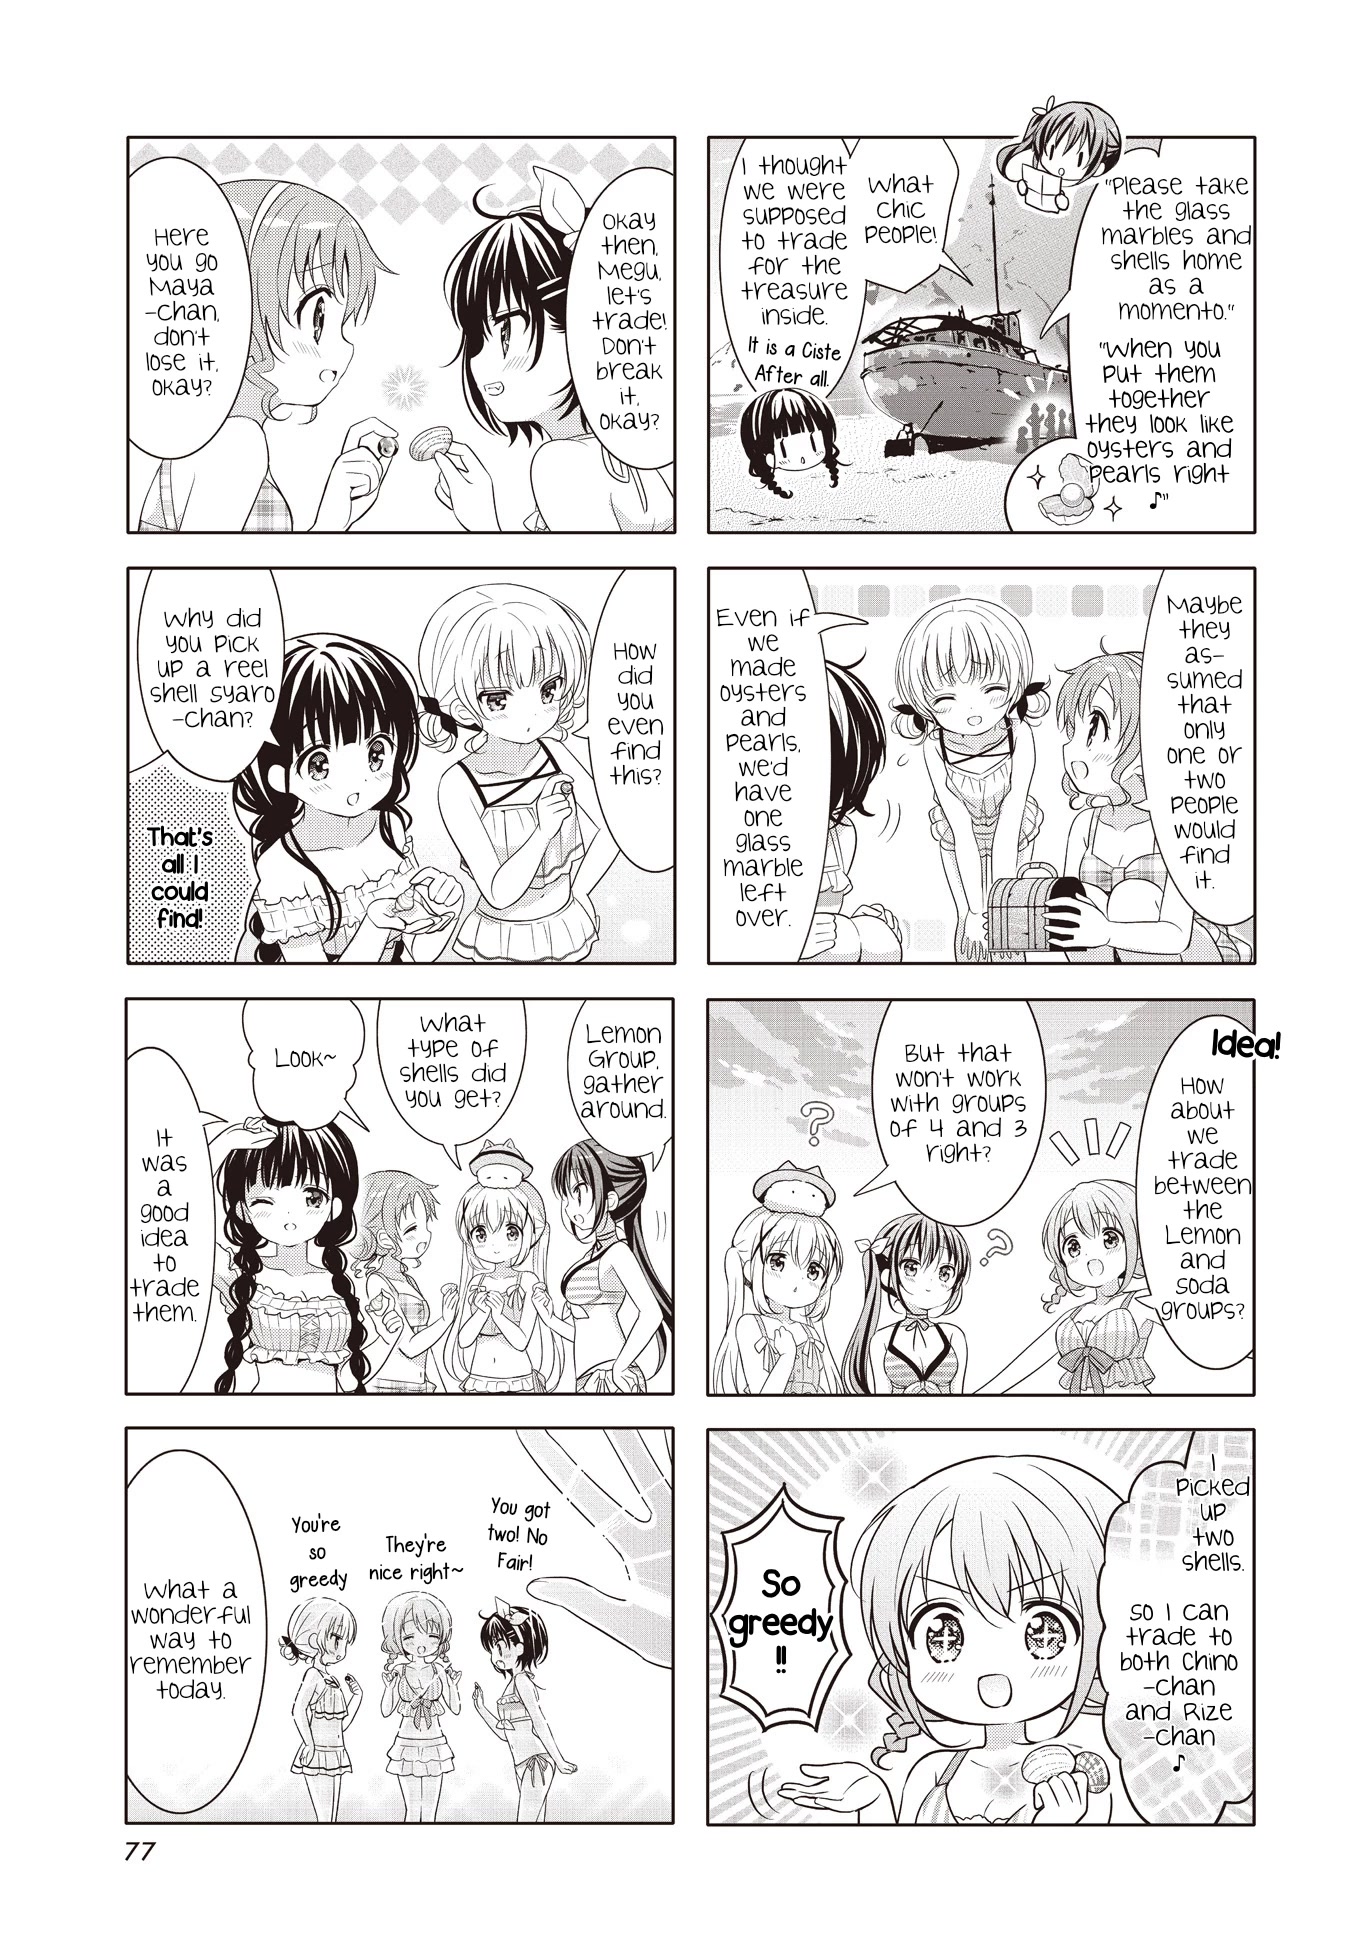 "Please take
the glass
marbles and
shells home
as a
momento."
"When you
put them
together
they look like
oysters and
pearls right
♪"
What
chic
people!
I thought
we were
supposed
to trade
for the
treasure
inside.
It is a Ciste
After all.
Maybe
they
as-
sumed
that
only
one or
two
people
would
find
it.
Even if
we
made
oysters
and
pearls,
we'd
have
one
glass
marble
left
over.
Idea!
How
about
we
trade
between
the
Lemon
and
soda
groups?
But that
won't work
with groups
of 4 and 3
right?
?
?
I
picked
up
two
shells.
So I can
trade to
both Chino
-chan
and Rize
-chan
♪
So
greedy
!!
Okay
then,
Megu,
let's
trade!
Don't
break
it,
okay?
Here
you go
Maya
-chan,
don't
lose it,
okay?
How
did
you
even
find
this?
Why did
you pick
up a reel
shell Syaro
-chan?
That's
all I
could
find!
Lemon
Group,
gather
around.
What
type of
shells did
you get?
Look~
It
was
a
good
idea
to
trade
them.
You got
two! No
Fair!
They're
nice right~
You're
so
greedy
What a
wonderful
way to
remember
today.
77